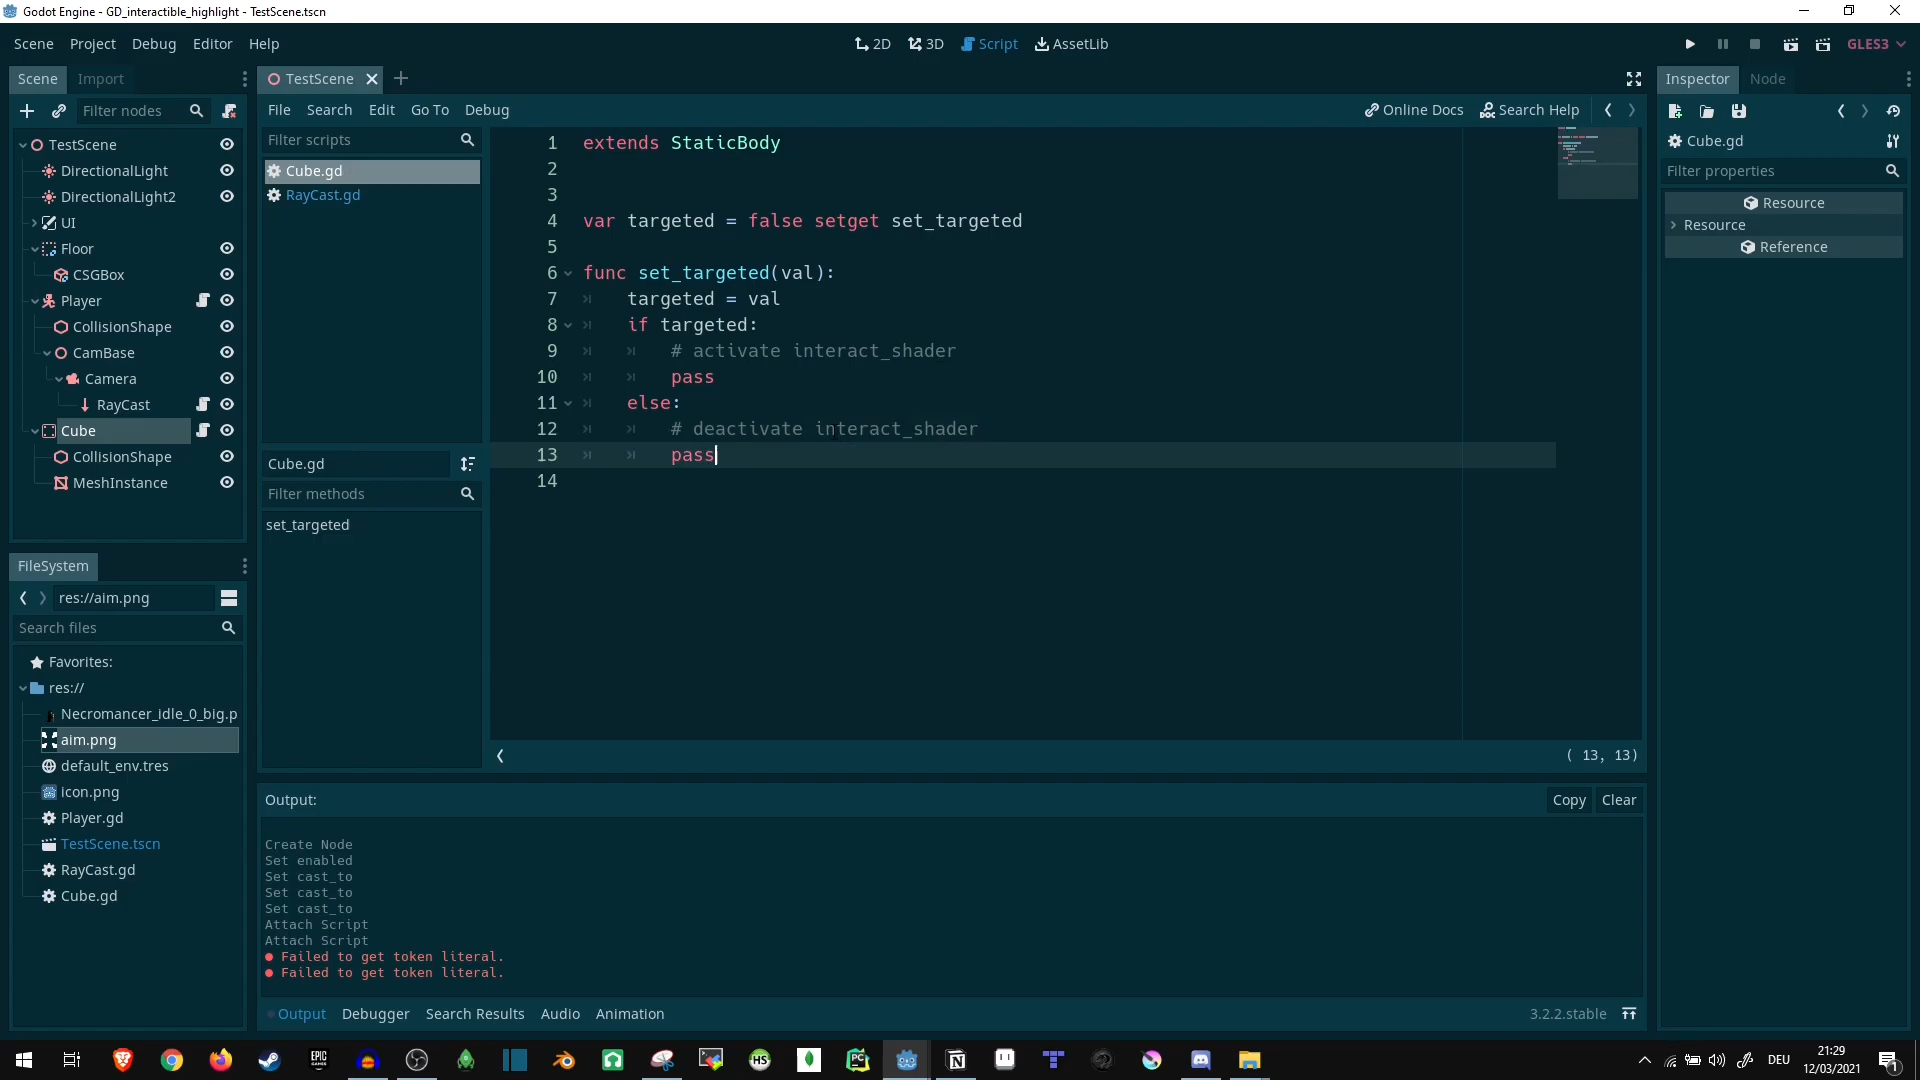 Godot Engine - GD_interactible_highlight - TestScene.tscn
Scene Project Debug Editor Help
2D 3D Script AssetLib
GLES3
Scene Import
Filter nodes
TestScene
DirectionalLight
DirectionalLight2
UI
Floor
CSGBox
Player
CollisionShape
CamBase
Camera
RayCast
Cube
CollisionShape
MeshInstance
FileSystem
res://aim.png
Search files
Favorites:
res://
Necromancer_idle_0_big.p
aim.png
default_env.tres
icon.png
Player.gd
TestScene.tscn
RayCast.gd
Cube.gd
TestScene
File Search Edit Go To Debug
Online Docs Search Help
Filter scripts
Cube.gd
RayCast.gd
Cube.gd
Filter methods
set_targeted
1 extends StaticBody
2
3
4 var targeted = false setget set_targeted
5
6 func set_targeted(val):
7 targeted = val
8 if targeted:
9 # activate interact_shader
10 pass
11 else:
12 # deactivate interact_shader
13 pass
14
( 13, 13)
Output:
Copy Clear
Create Node
Set enabled
Set cast_to
Set cast_to
Set cast_to
Attach Script
Attach Script
Failed to get token literal.
Failed to get token literal.
Output Debugger Search Results Audio Animation
3.2.2.stable
Inspector Node
Cube.gd
Filter properties
Resource
Resource
Reference
EPIC
GAMES
HS
PC
DEU
21:29
12/03/2021
1